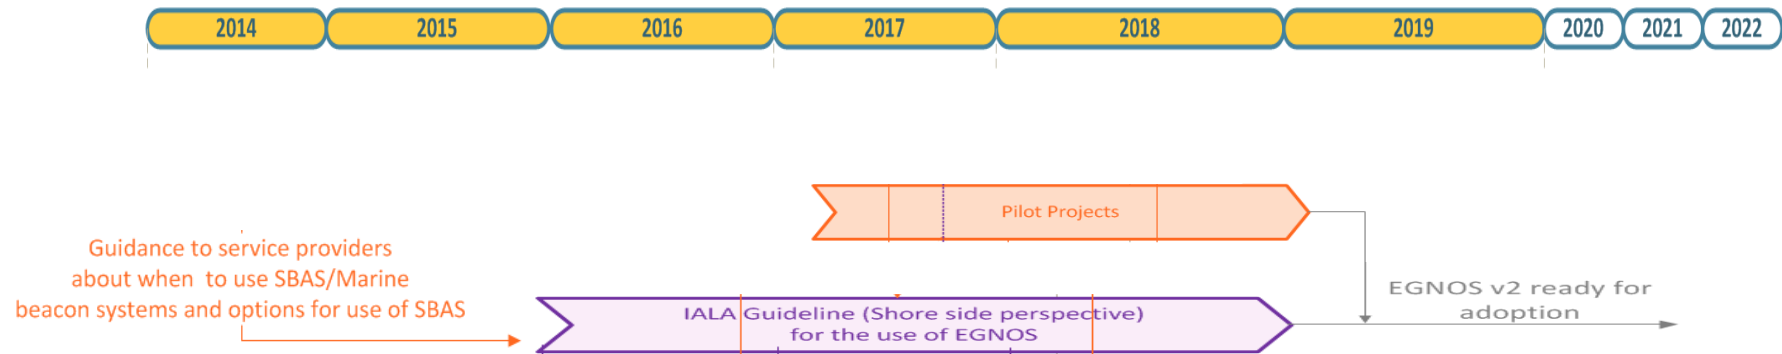 2014 2015 2016 2017 2018 2019 2020 2021 2022
Pilot Projects
Guidance to service providers
about when to use SBAS/Marine
beacon systems and options for use of SBAS
IALA Guideline (Shore side perspective)
for the use of EGNOS
EGNOS v2 ready for
adoption